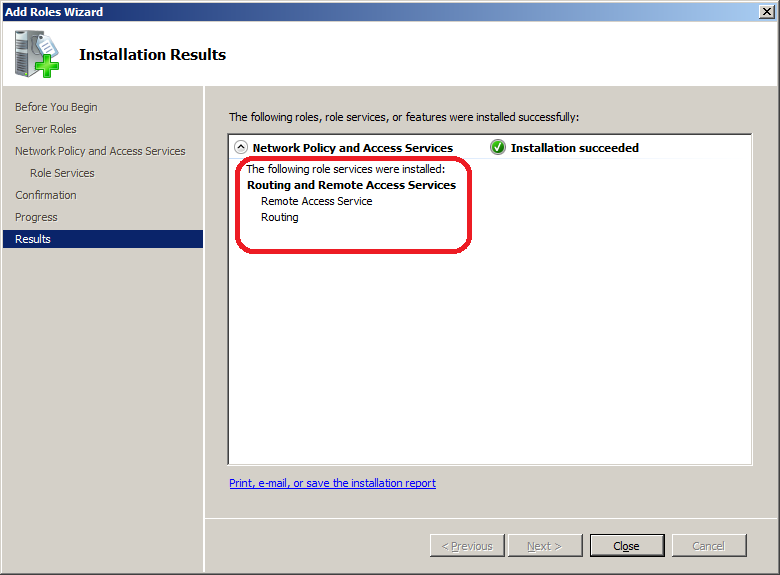 Add Roles Wizard
Installation Results
Before You Begin
Server Roles
Network Policy and Access Services
Role Services
Confirmation
Progress
Results
The following roles, role services, or features were installed successfully:
Network Policy and Access Services Installation succeeded
The following role services were installed:
Routing and Remote Access Services
Remote Access Service
Routing
Print, e-mail, or save the installation report
< Previous Next > Close Cancel